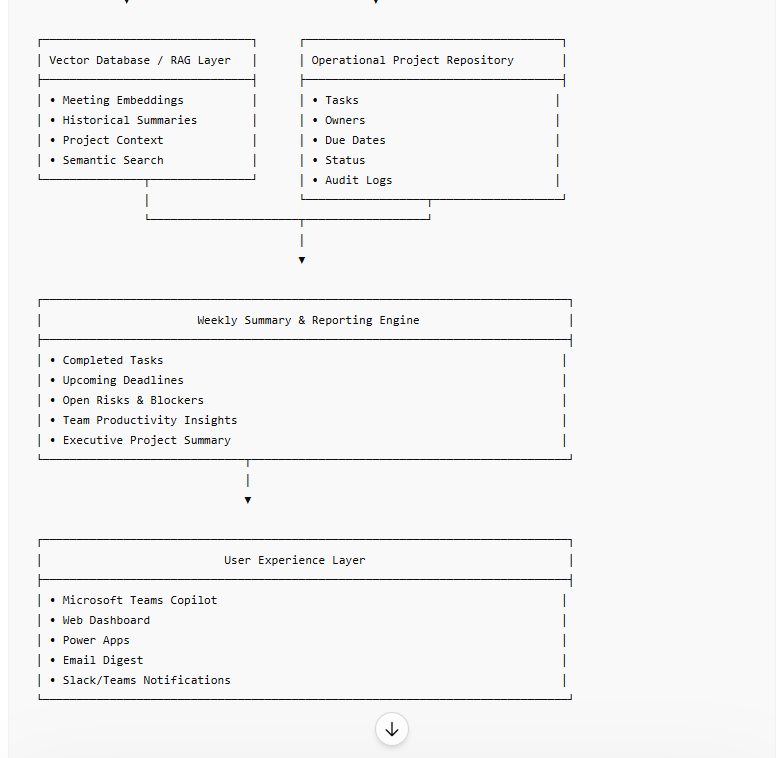 Vector Database / RAG Layer
• Meeting Embeddings
• Historical Summaries
• Project Context
• Semantic Search
Operational Project Repository
• Tasks
• Owners
• Due Dates
• Status
• Audit Logs
Weekly Summary & Reporting Engine
• Completed Tasks
• Upcoming Deadlines
• Open Risks & Blockers
• Team Productivity Insights
• Executive Project Summary
User Experience Layer
• Microsoft Teams Copilot
• Web Dashboard
• Power Apps
• Email Digest
• Slack/Teams Notifications